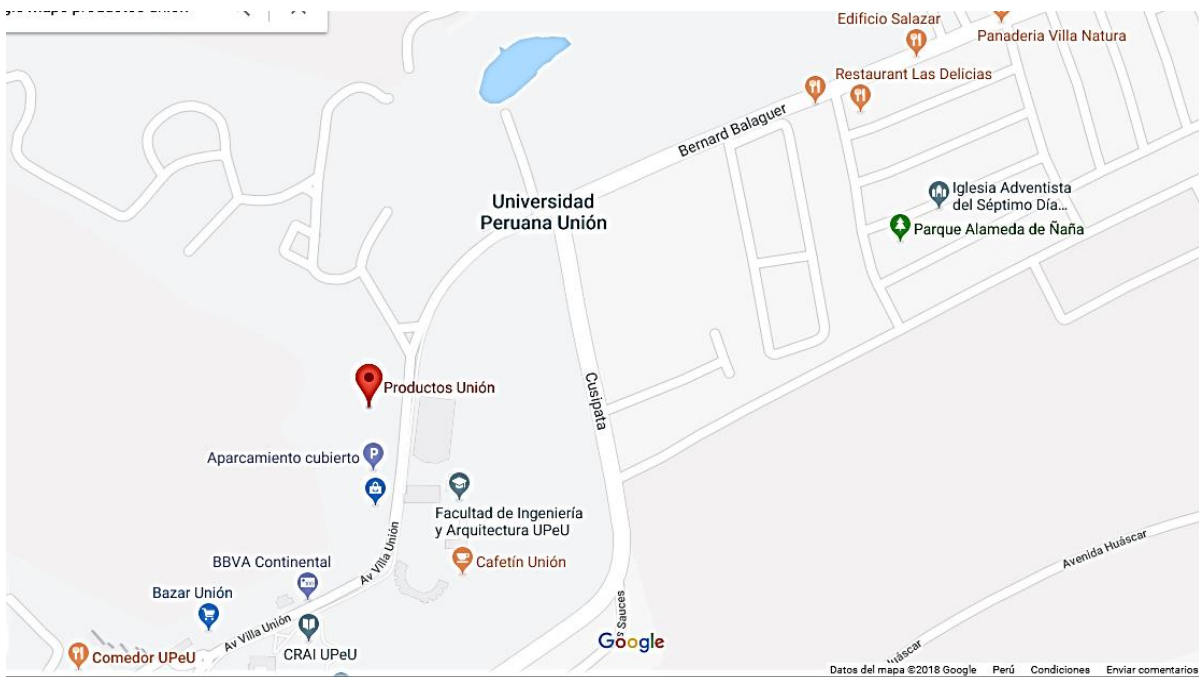 productos
Edificio Salazar
Panaderia Villa Natura
Restaurant Las Delicias
Bernard Balaguer
Iglesia Adventista
del Séptimo Día...
Parque Alameda de Ñaña
Universidad
Peruana Unión
Productos Unión
Cusipata
Aparcamiento cubierto
P
Facultad de Ingeniería
y Arquitectura UPeU
Av Villa Unión
Cafetín Unión
BBVA Continental
Avenida Huáscar
Bazar Unión
Sauces
Av Villa Unión
Google
CRAI UPeU
Comedor UPeU
Datos del mapa ©2018 Google Perú Condiciones Enviar comentarios